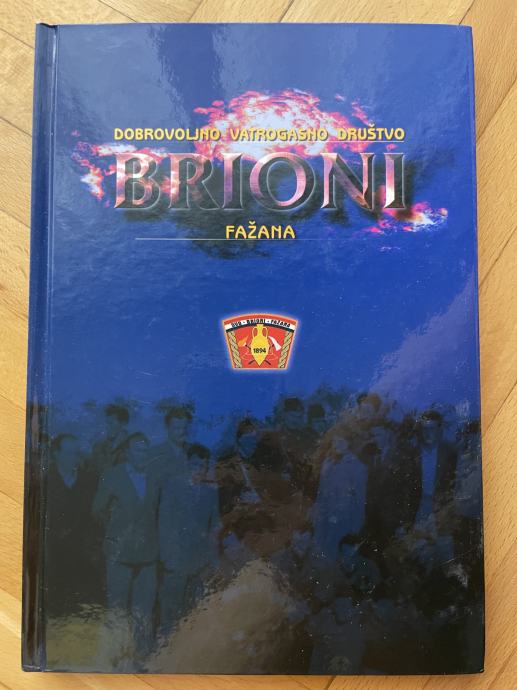 DOBROVOLJNO VATROGASNO DRUŠTVO
BRIONI
FAŽANA
DVD - BRIONI - FAŽANA
1894